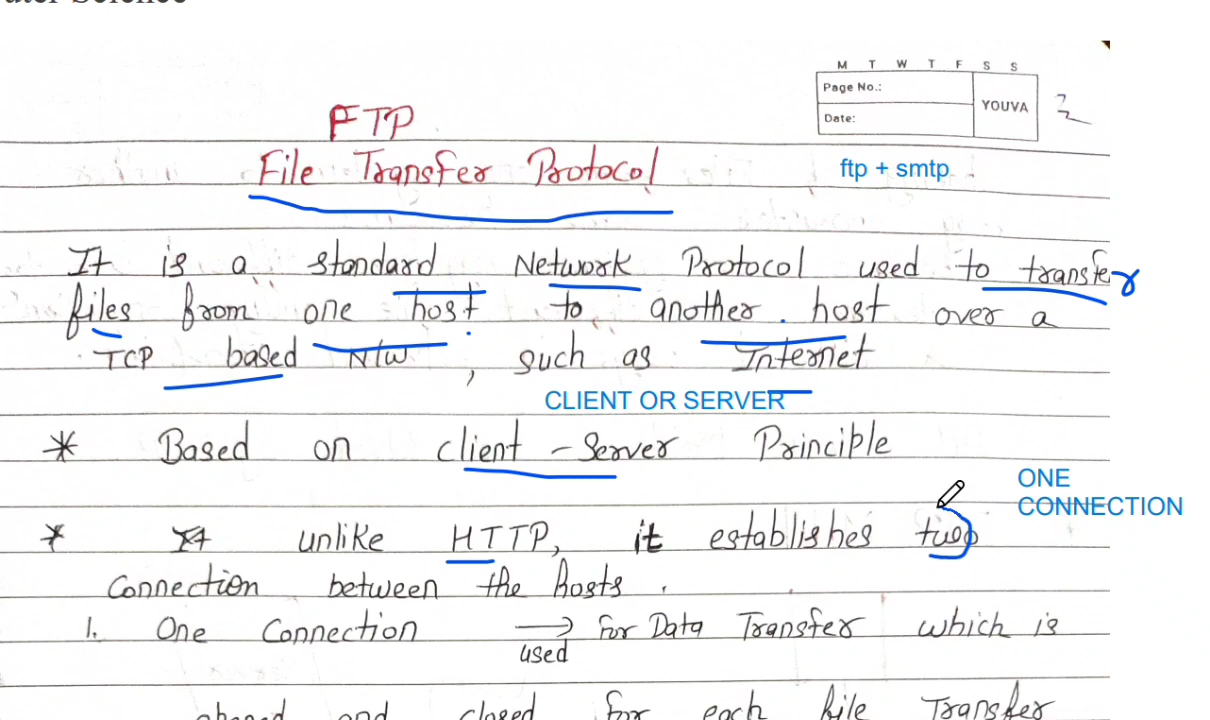 M T W T F S S
Page No.:
YOUVA
Date:
FTP
File Transfer Protocol
ftp + smtp
It is a standard Network Protocol used to transfer
files from one host to another host over a
TCP based N/w, such as Internet
CLIENT OR SERVER
* Based on client - Server Principle
ONE
CONNECTION
* unlike HTTP, it establishes two
Connection between the hosts.
1. One Connection → For Data Transfer which is
used
and closed for each file Transfer